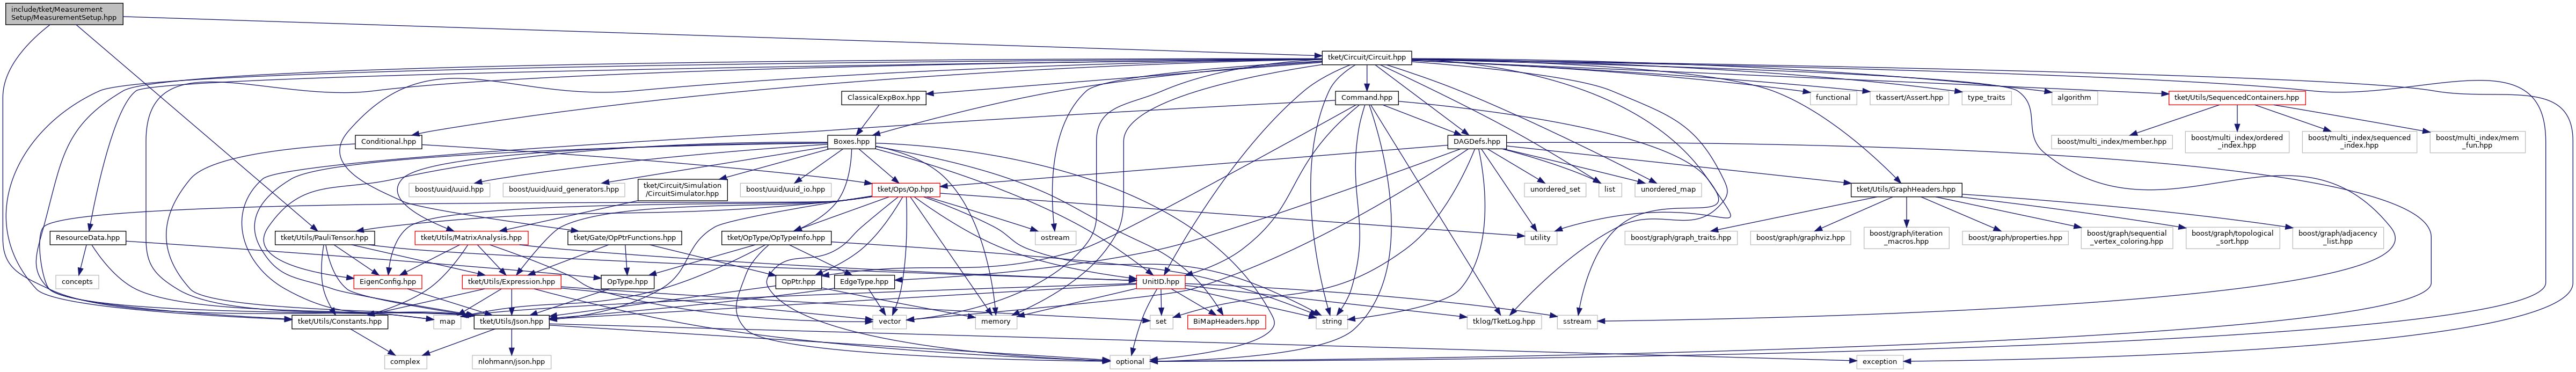 include/tket/Measurement
Setup/MeasurementSetup.hpp
tket/Circuit/Circuit.hpp
ClassicalExpBox.hpp
Command.hpp
functional
tkassert/Assert.hpp
type_traits
algorithm
tket/Utils/SequencedContainers.hpp
Conditional.hpp
Boxes.hpp
DAGDefs.hpp
boost/multi_index/member.hpp
boost/multi_index/ordered
_index.hpp
boost/multi_index/sequenced
_index.hpp
boost/multi_index/mem
_fun.hpp
boost/uuid/uuid.hpp
boost/uuid/uuid_generators.hpp
tket/Circuit/Simulation
/CircuitSimulator.hpp
boost/uuid/uuid_io.hpp
tket/Ops/Op.hpp
unordered_set
list
unordered_map
tket/Utils/GraphHeaders.hpp
ResourceData.hpp
tket/Utils/PauliTensor.hpp
tket/Utils/MatrixAnalysis.hpp
tket/Gate/OpPtrFunctions.hpp
tket/OpType/OpTypeInfo.hpp
ostream
utility
boost/graph/graph_traits.hpp
boost/graph/graphviz.hpp
boost/graph/iteration
_macros.hpp
boost/graph/properties.hpp
boost/graph/sequential
_vertex_coloring.hpp
boost/graph/topological
_sort.hpp
boost/graph/adjacency
_list.hpp
concepts
EigenConfig.hpp
tket/Utils/Expression.hpp
OpType.hpp
OpPtr.hpp
EdgeType.hpp
UnitID.hpp
tket/Utils/Constants.hpp
map
tket/Utils/Json.hpp
vector
memory
set
BiMapHeaders.hpp
string
tklog/TketLog.hpp
sstream
complex
nlohmann/json.hpp
optional
exception